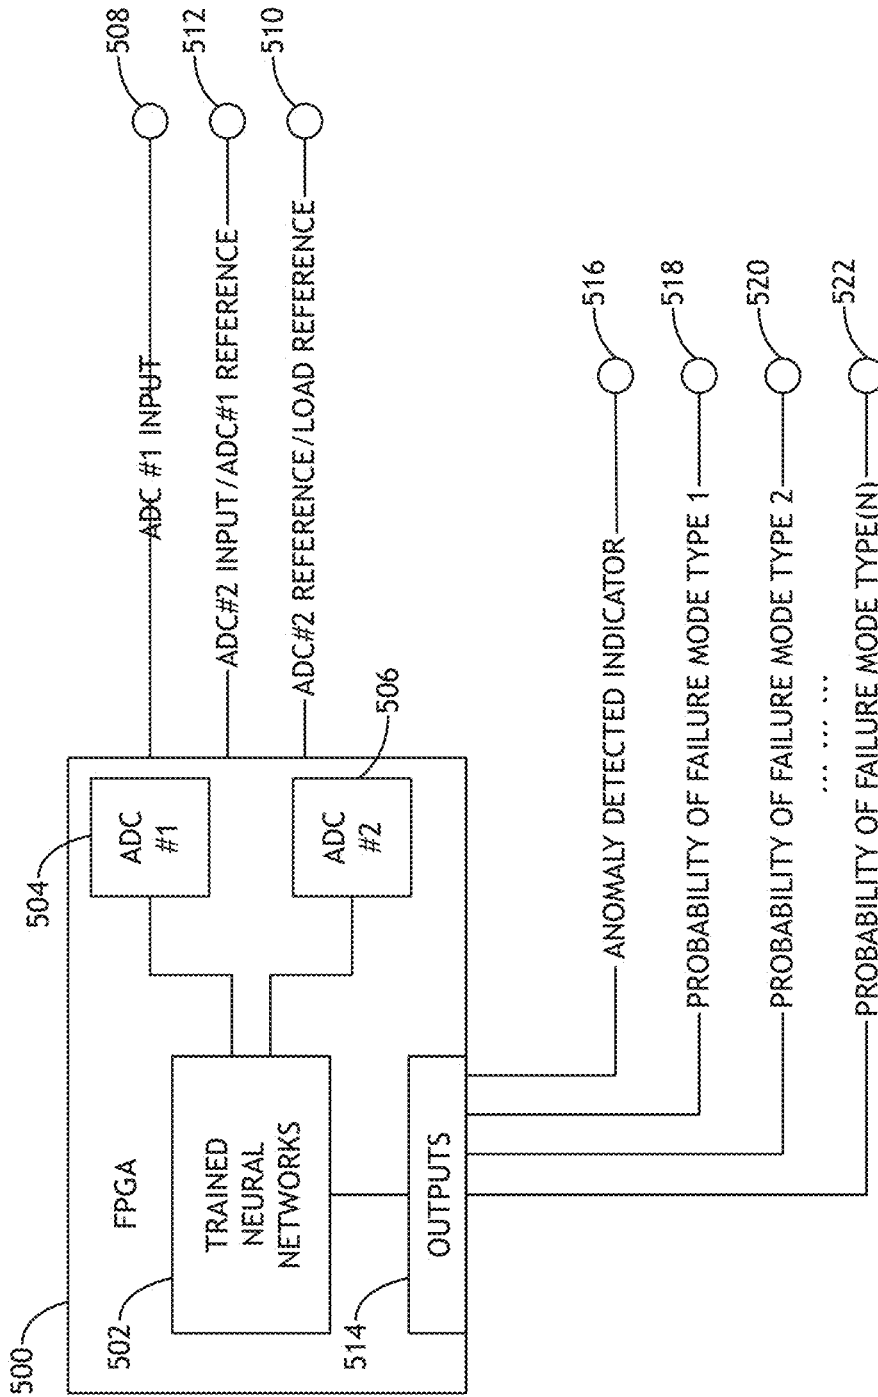 500
FPGA
502
TRAINED
NEURAL
NETWORKS
514
OUTPUTS
504
ADC
#1
ADC
#2
506
ADC #1 INPUT
508
ADC#2 INPUT/ADC#1 REFERENCE
512
ADC#2 REFERENCE/LOAD REFERENCE
510
ANOMALY DETECTED INDICATOR
516
PROBABILITY OF FAILURE MODE TYPE 1
518
PROBABILITY OF FAILURE MODE TYPE 2
520
PROBABILITY OF FAILURE MODE TYPE(N)
522